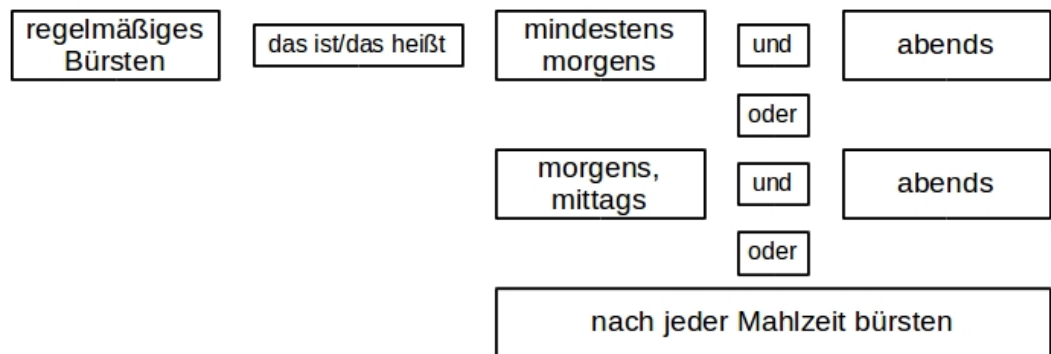 regelmäßiges
Bürsten
das ist/das heißt
mindestens
morgens
und
abends
oder
morgens,
mittags
und
abends
oder
nach jeder Mahlzeit bürsten